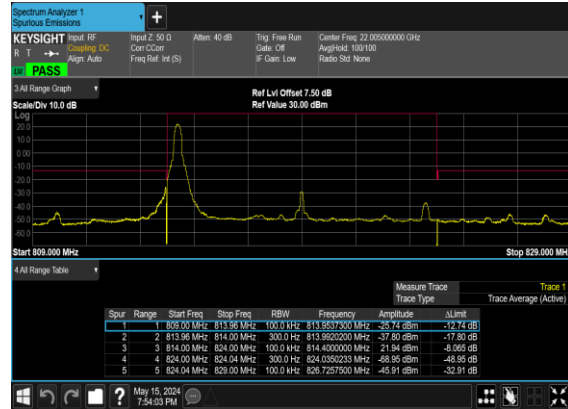 Spectrum Analyzer 1
Spurious Emissions
+
KEYSIGHT Input: RF Input Z: 50 Ω Atten: 40 dB Trig: Free Run Center Freq: 22.005000000 GHz
R T Coupling: DC Corr CCorr Gate: Off Avg|Hold: 100/100
Align: Auto Freq Ref: Int (S) IF Gain: Low Radio Std: None
PASS
3 All Range Graph
Ref Lvl Offset 7.50 dB
Scale/Div 10.0 dB Ref Value 30.00 dBm
Log
20.0
10.0
0.00
-10.0
-20.0
-30.0
-40.0
-50.0
-60.0
Start 809.000 MHz Stop 829.000 MH
4 All Range Table
Measure Trace Trace 1
Trace Type Trace Average (Active)
Spur Range Start Freq Stop Freq RBW Frequency Amplitude ΔLimit
1 1 809.00 MHz 813.96 MHz 100.0 kHz 813.9537300 MHz -25.74 dBm -12.74 dB
2 2 813.96 MHz 814.00 MHz 300.0 Hz 813.9920200 MHz -37.80 dBm -17.80 dB
3 3 814.00 MHz 824.00 MHz 100.0 kHz 814.4000000 MHz 21.94 dBm -8.065 dB
4 4 824.00 MHz 824.04 MHz 300.0 Hz 824.0350233 MHz -68.95 dBm -48.95 dB
5 5 824.04 MHz 829.00 MHz 100.0 kHz 826.7257500 MHz -45.91 dBm -32.91 dB
?
May 15, 2024
7:54:03 PM